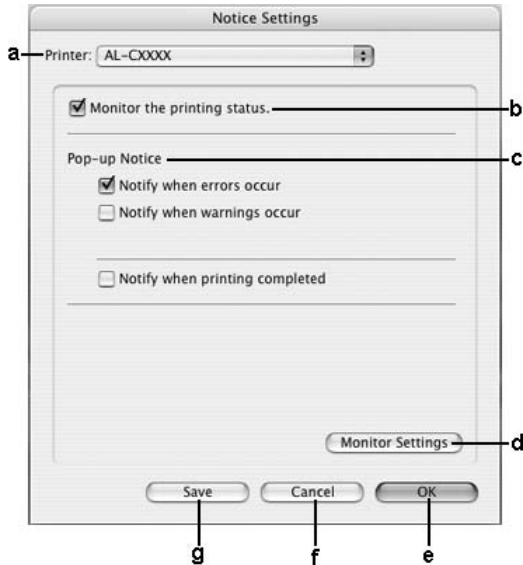 Notice Settings
a Printer: AL-CXXXX
Monitor the printing status. b
Pop-up Notice c
Notify when errors occur
Notify when warnings occur
Notify when printing completed
Monitor Settings d
Save Cancel OK
g f e